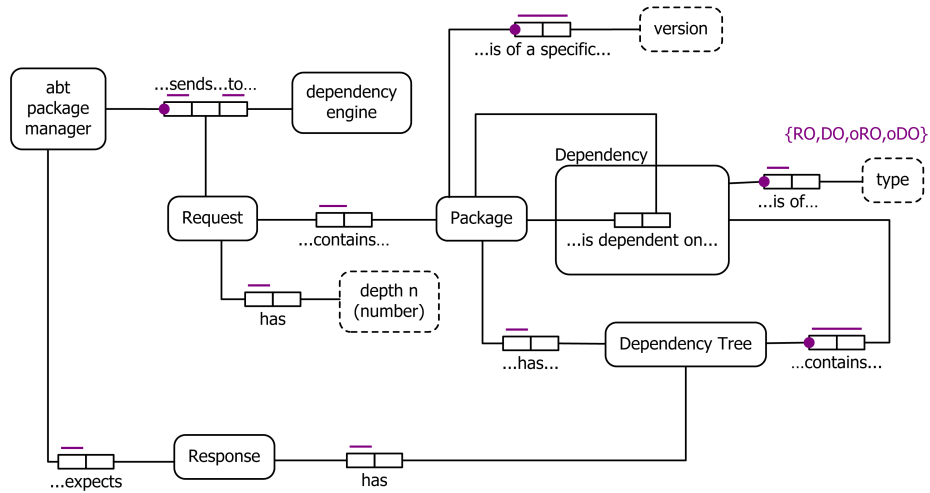 ...is of a specific...
version
abt
package
manager
...sends...to...
dependency
engine
{RO,DO,oRO,oDO}
Dependency
type
...is of...
Request
...contains...
Package
...is dependent on...
has
depth n
(number)
...has...
Dependency Tree
...contains...
...expects
Response
has